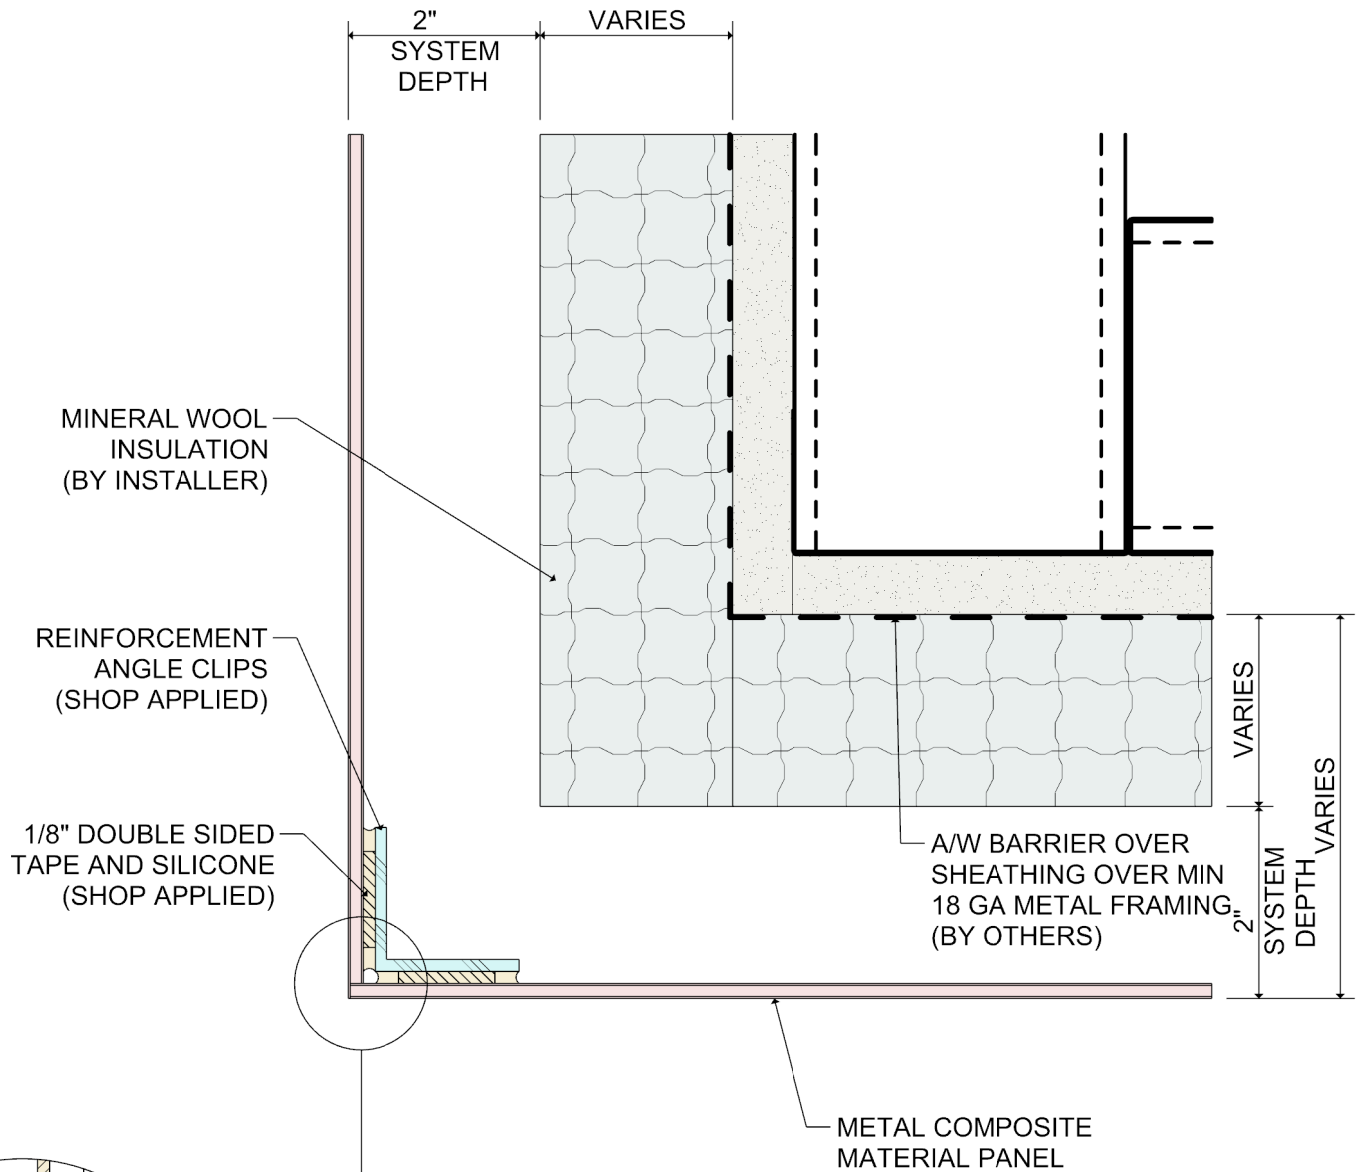 2"
SYSTEM
DEPTH
VARIES
MINERAL WOOL
INSULATION
(BY INSTALLER)
REINFORCEMENT
ANGLE CLIPS
(SHOP APPLIED)
1/8" DOUBLE SIDED
TAPE AND SILICONE
(SHOP APPLIED)
A/W BARRIER OVER
SHEATHING OVER MIN
18 GA METAL FRAMING
(BY OTHERS)
VARIES
2"
SYSTEM
DEPTH
VARIES
METAL COMPOSITE
MATERIAL PANEL